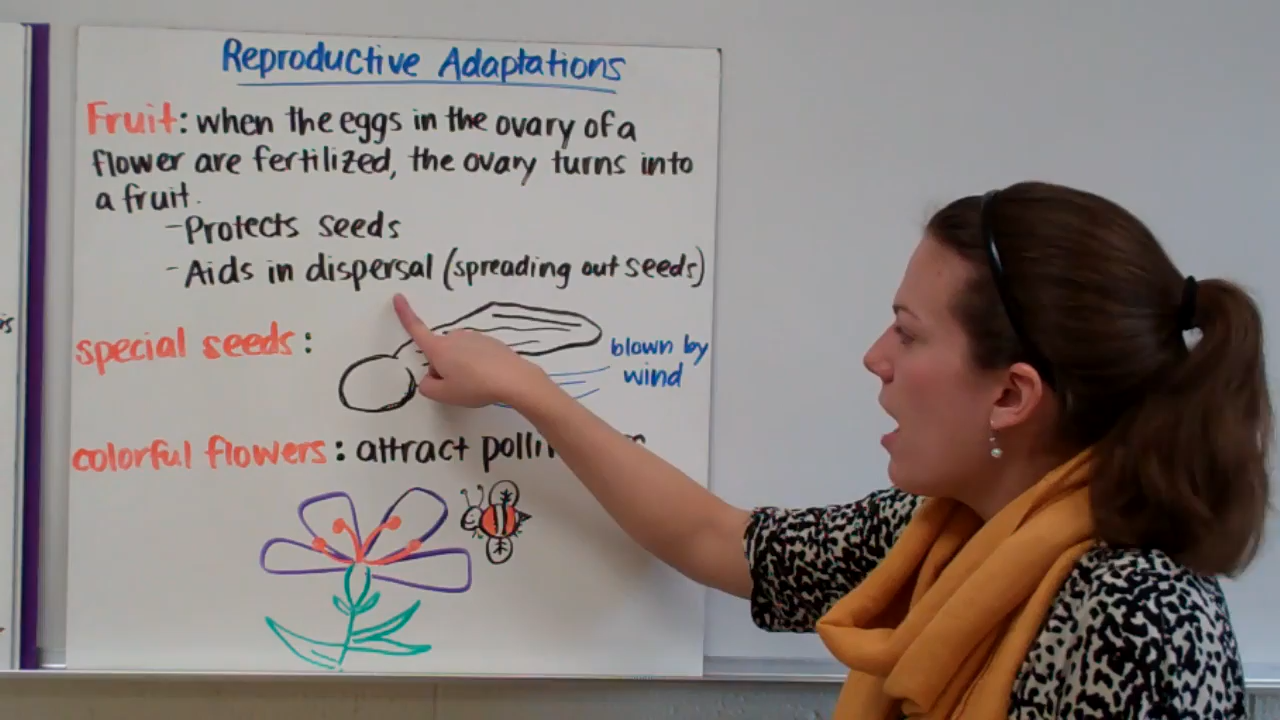 Reproductive Adaptations
Fruit: when the eggs in the ovary of a
flower are fertilized, the ovary turns into
a fruit.
- Protects seeds
- Aids in dispersal (spreading out seeds)
special seeds:
blown by
wind
colorful flowers: attract